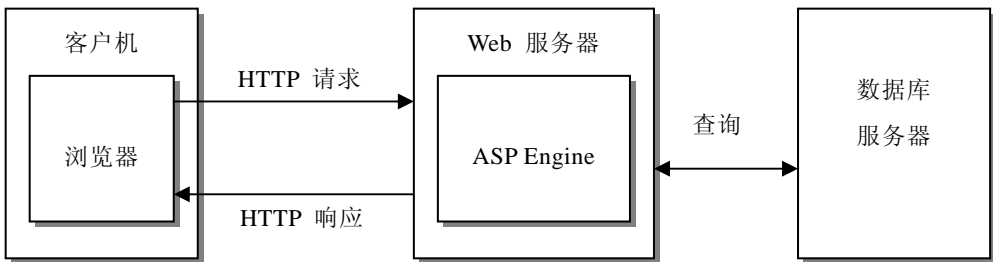 客户机
浏览器
HTTP 请求
HTTP 响应
Web 服务器
ASP Engine
查询
数据库
服务器